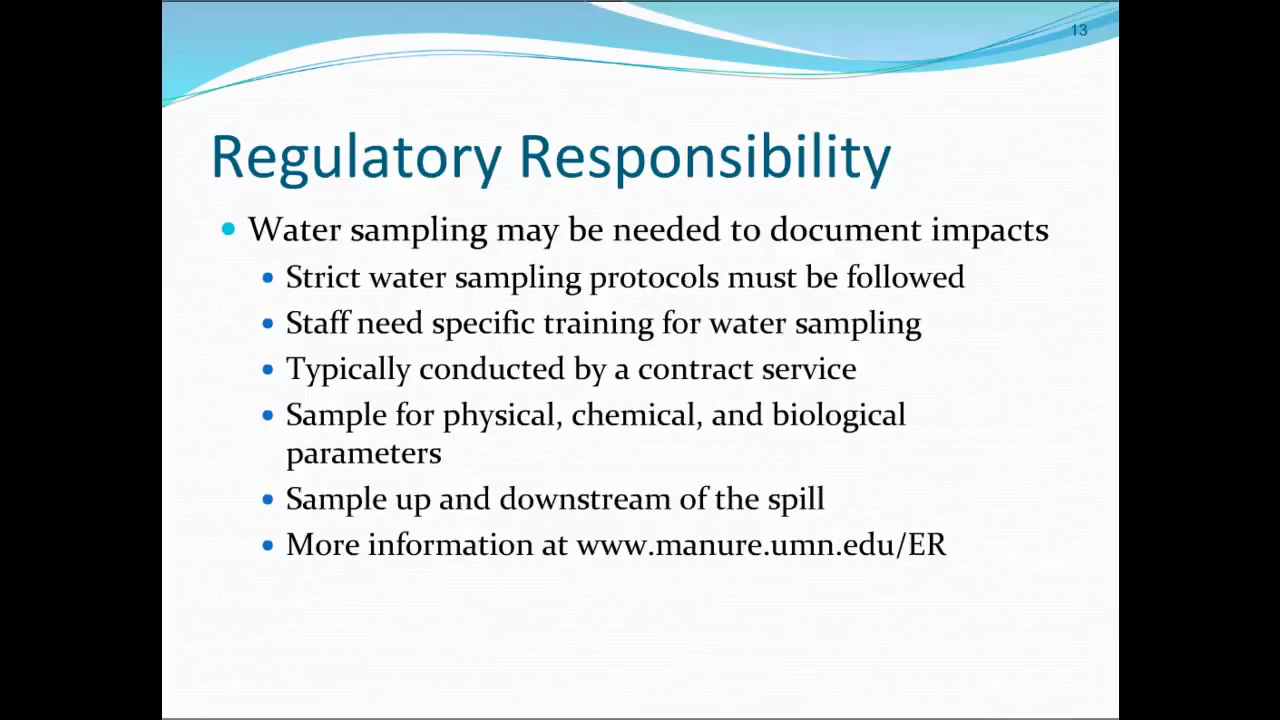 13
Regulatory Responsibility
Water sampling may be needed to document impacts
Strict water sampling protocols must be followed
Staff need specific training for water sampling
Typically conducted by a contract service
Sample for physical, chemical, and biological
parameters
Sample up and downstream of the spill
More information at www.manure.umn.edu/ER